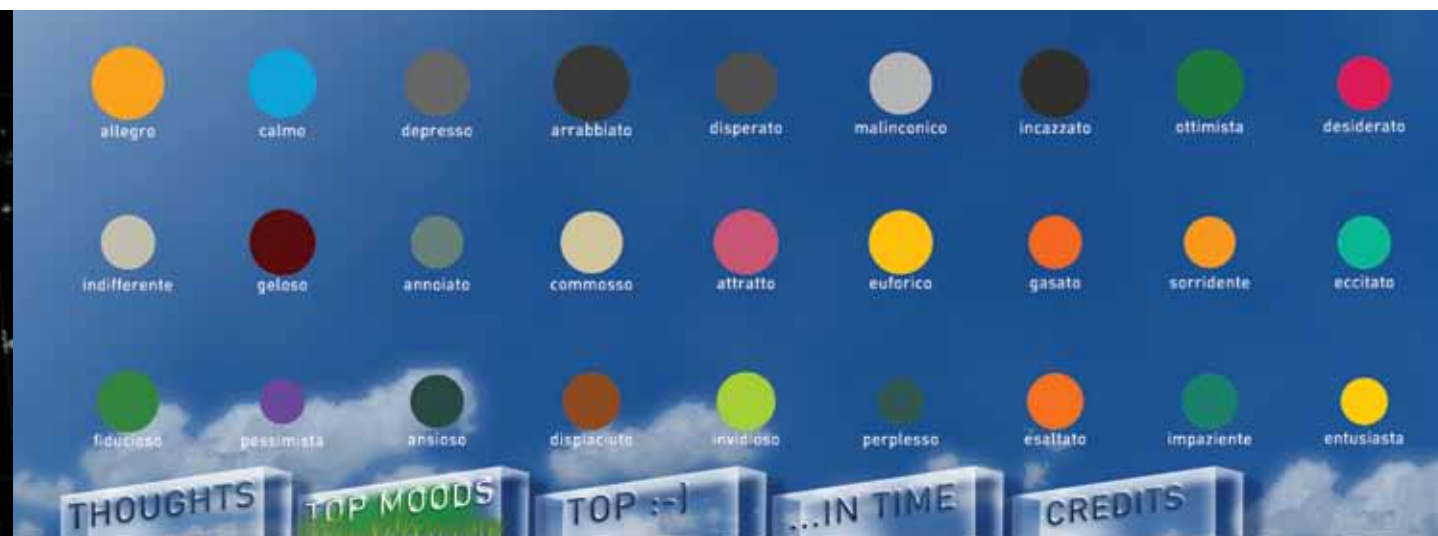 allegro calmo depresso arrabbiato disperato malinconico incazzato ottimista desiderato
indifferente geloso annoiato commosso attratto euforico gasato sorridente eccitato
fiducioso pessimista ansioso dispiaciuto invidioso perplesso esaltato impaziente entusiasta
THOUGHTS TOP MOODS TOP :-) ...IN TIME CREDITS